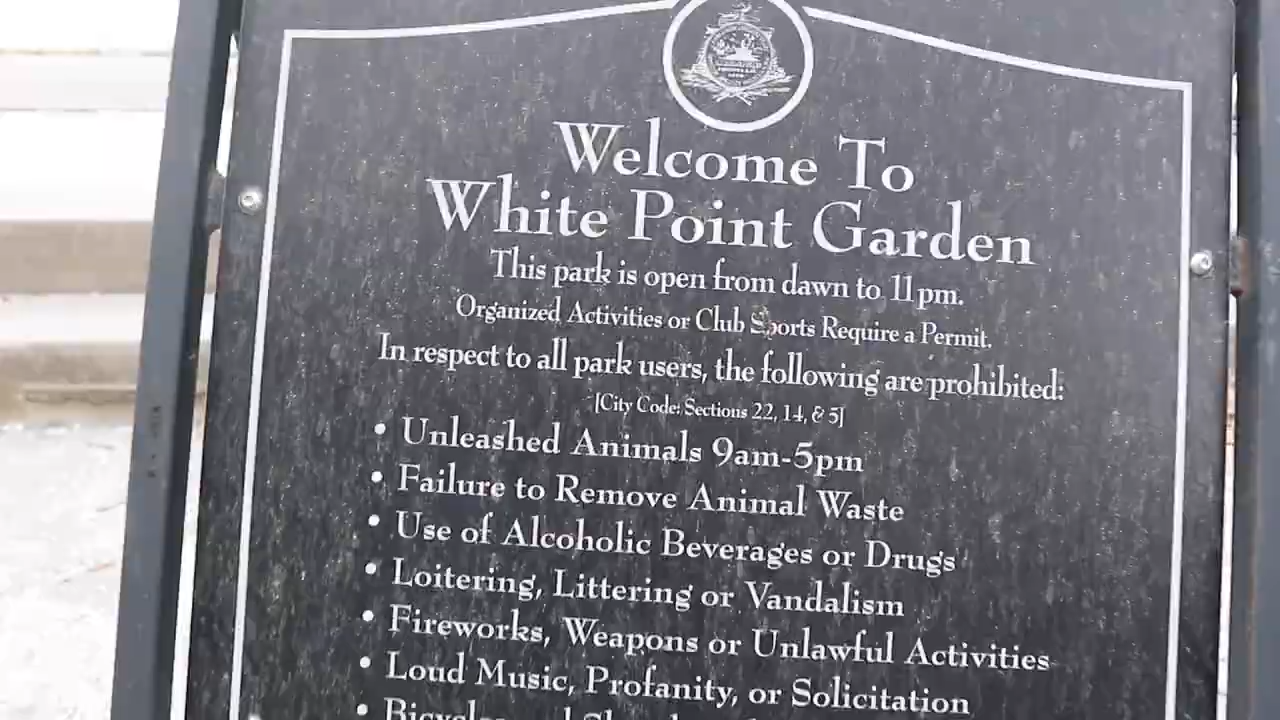 Welcome To
White Point Garden
This park is open from dawn to 11pm.
Organized Activities or Club Sports Require a Permit.
In respect to all park users, the following are prohibited:
[City Code: Sections 22, 14, & 5]
• Unleashed Animals 9am-5pm
• Failure to Remove Animal Waste
• Use of Alcoholic Beverages or Drugs
• Loitering, Littering or Vandalism
• Fireworks, Weapons or Unlawful Activities
• Loud Music, Profanity, or Solicitation